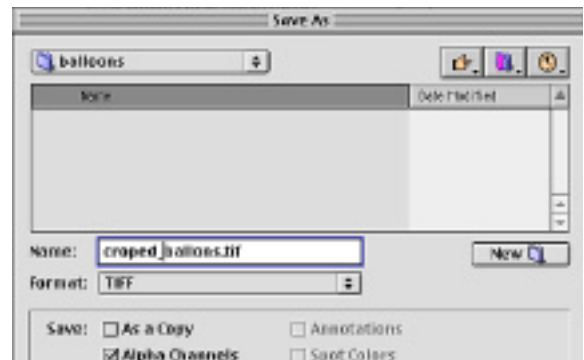 Save As
balloons
Name Date Modified
Name: croped_ballons.tif New
Format: TIFF
Save: As a Copy Annotations
Alpha Channels Spot Colors